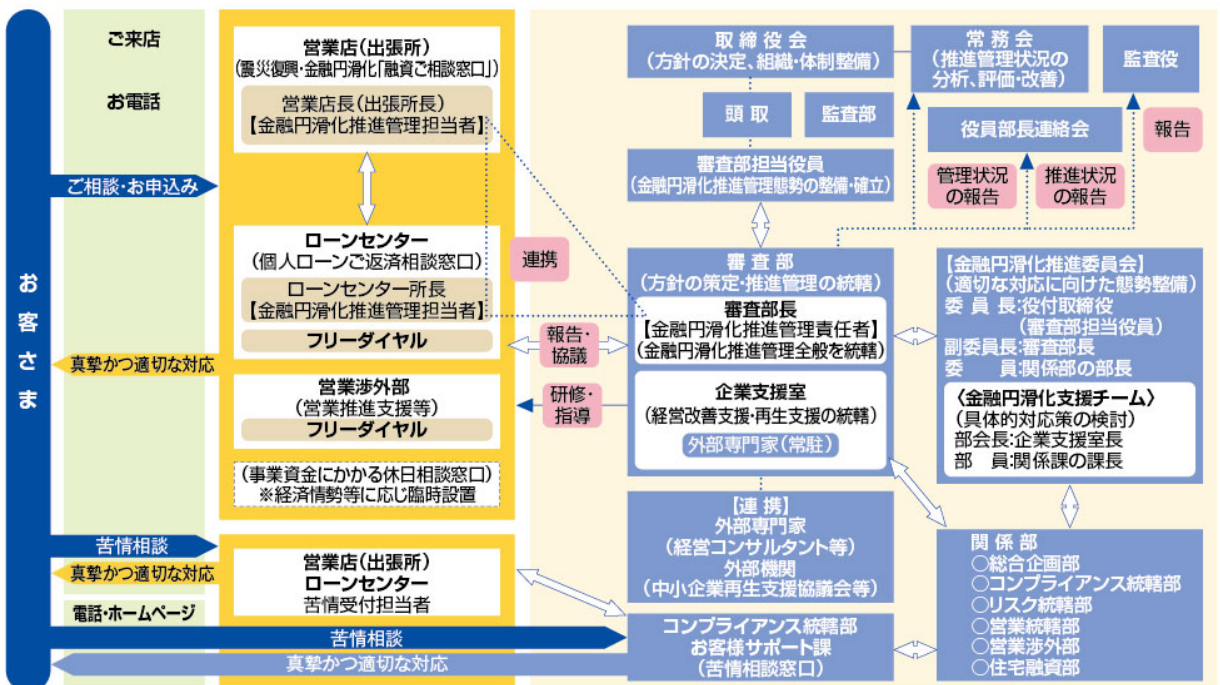 お客さま
ご来店
お電話
ご相談・お申込み
真摯かつ適切な対応
苦情相談
真摯かつ適切な対応
電話・ホームページ
苦情相談
真摯かつ適切な対応
営業店(出張所)
(震災復興・金融円滑化「融資ご相談窓口」)
営業店長(出張所長)
【金融円滑化推進管理担当者】
ローンセンター
(個人ローンご返済相談窓口)
ローンセンター所長
【金融円滑化推進管理担当者】
フリーダイヤル
営業渉外部
(営業推進支援等)
フリーダイヤル
(事業資金にかかる休日相談窓口)
※経済情勢等に応じ臨時設置
営業店(出張所)
ローンセンター
苦情受付担当者
連携
報告・
協議
研修・
指導
取締役会
(方針の決定、組織・体制整備)
頭取
監査部
審査部担当役員
(金融円滑化推進管理態勢の整備・確立)
常務会
(推進管理状況の
分析、評価・改善)
監査役
役員部長連絡会
報告
管理状況
の報告
推進状況
の報告
審査部
(方針の策定・推進管理の統轄)
審査部長
【金融円滑化推進管理責任者】
(金融円滑化推進管理全般を統轄)
企業支援室
(経営改善支援・再生支援の統轄)
外部専門家(常駐)
【連携】
外部専門家
(経営コンサルタント等)
外部機関
(中小企業再生支援協議会等)
コンプライアンス統轄部
お客様サポート課
(苦情相談窓口)
【金融円滑化推進委員会】
(適切な対応に向けた態勢整備)
委員長:役付取締役
(審査部担当役員)
副委員長:審査部長
委 員:関係部の部長
〈金融円滑化支援チーム〉
(具体的対応策の検討)
部会長:企業支援室長
部 員:関係課の課長
関係部
○総合企画部
○コンプライアンス統轄部
○リスク統轄部
○営業統轄部
○営業渉外部
○住宅融資部